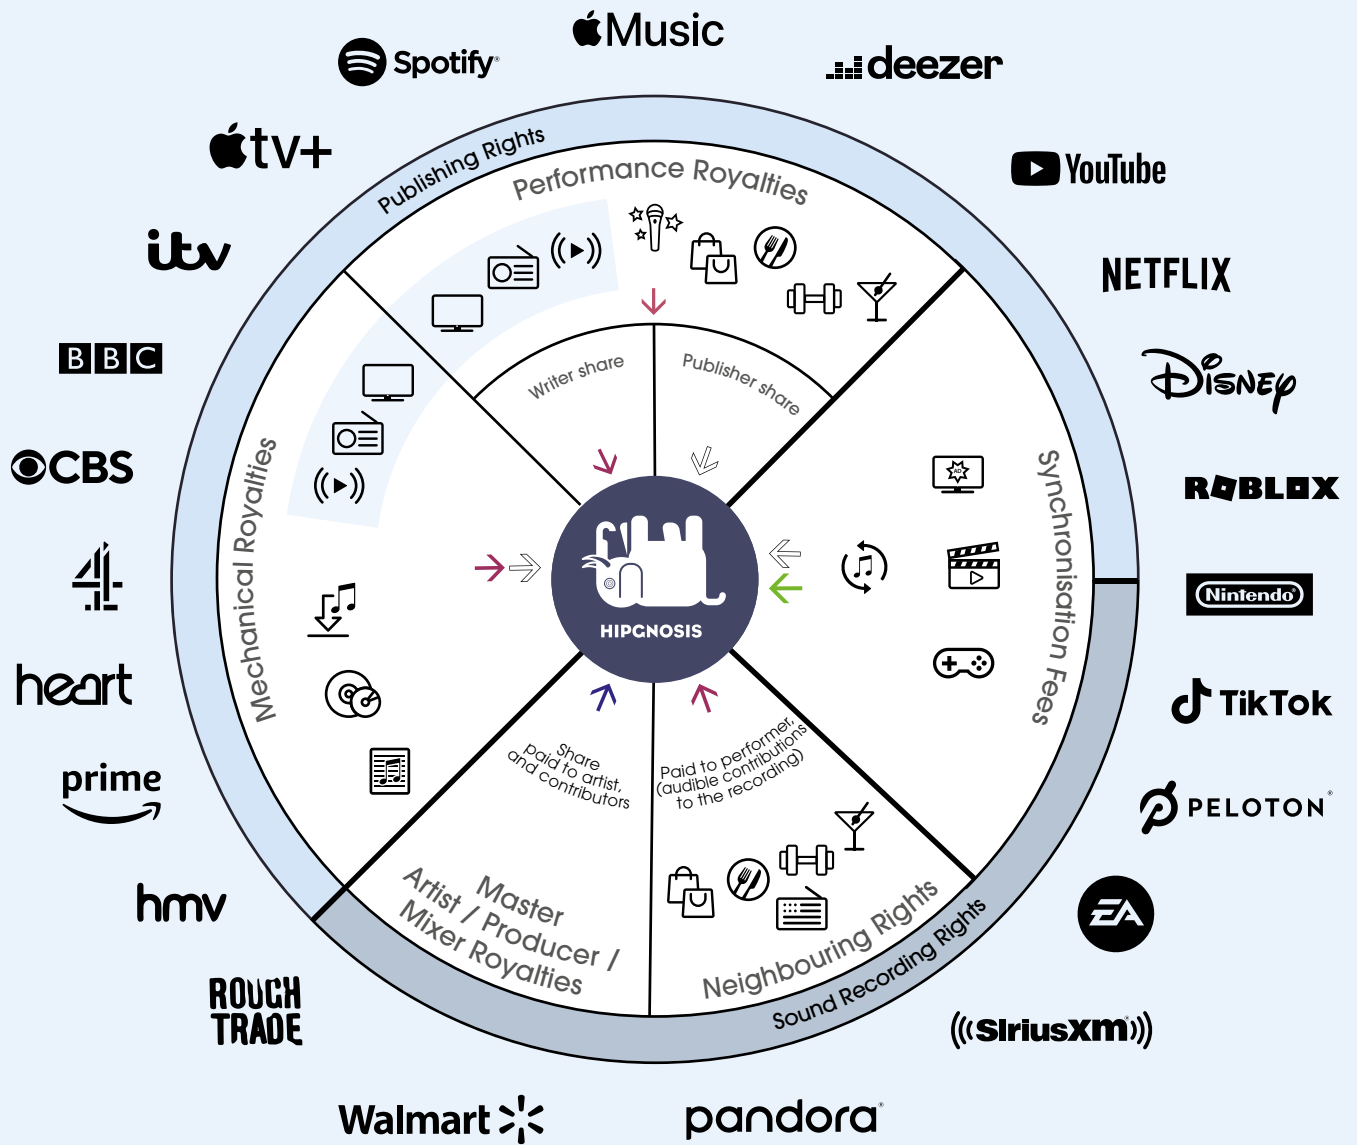 Music
Spotify
deezer
tv+
YouTube
itv
NETFLIX
BBC
Disney
CBS
ROBLOX
4
Nintendo
heart
TikTok
prime
PELOTON
hmv
EA
ROUGH
TRADE
((SiriusXM))
Walmart
pandora
Publishing Rights
Performance Royalties
Writer share
Publisher share
Mechanical Royalties
Synchronisation Fees
AD
HIPGNOSIS
Share
paid to artist,
and contributors
Paid to performer,
(audible contributions
to the recording)
Master
Artist / Producer /
Mixer Royalties
Neighbouring Rights
Sound Recording Rights